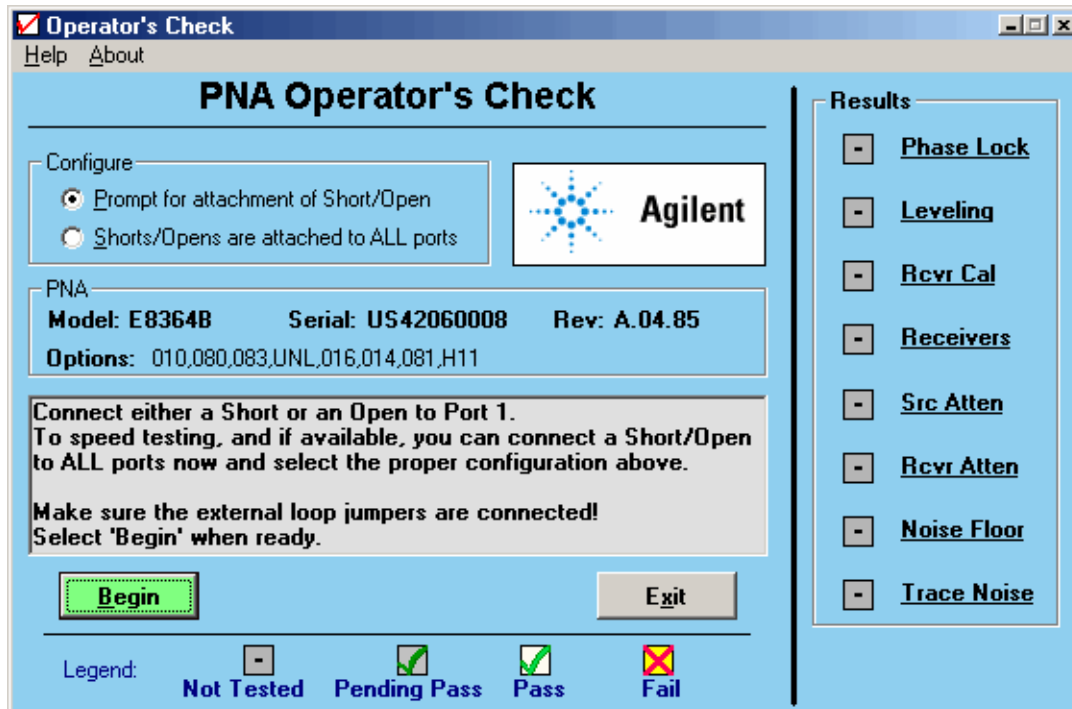 Operator's Check
Help About
PNA Operator's Check
Configure
Prompt for attachment of Short/Open
Shorts/Opens are attached to ALL ports
Agilent
PNA
Model: E8364B Serial: US42060008 Rev: A.04.85
Options: 010,080,083,UNL,016,014,081,H11
Connect either a Short or an Open to Port 1.
To speed testing, and if available, you can connect a Short/Open
to ALL ports now and select the proper configuration above.
Make sure the external loop jumpers are connected!
Select 'Begin' when ready.
Begin
Exit
Legend:
Not Tested
Pending Pass
Pass
Fail
Results
Phase Lock
Leveling
Rcvr Cal
Receivers
Src Atten
Rcvr Atten
Noise Floor
Trace Noise